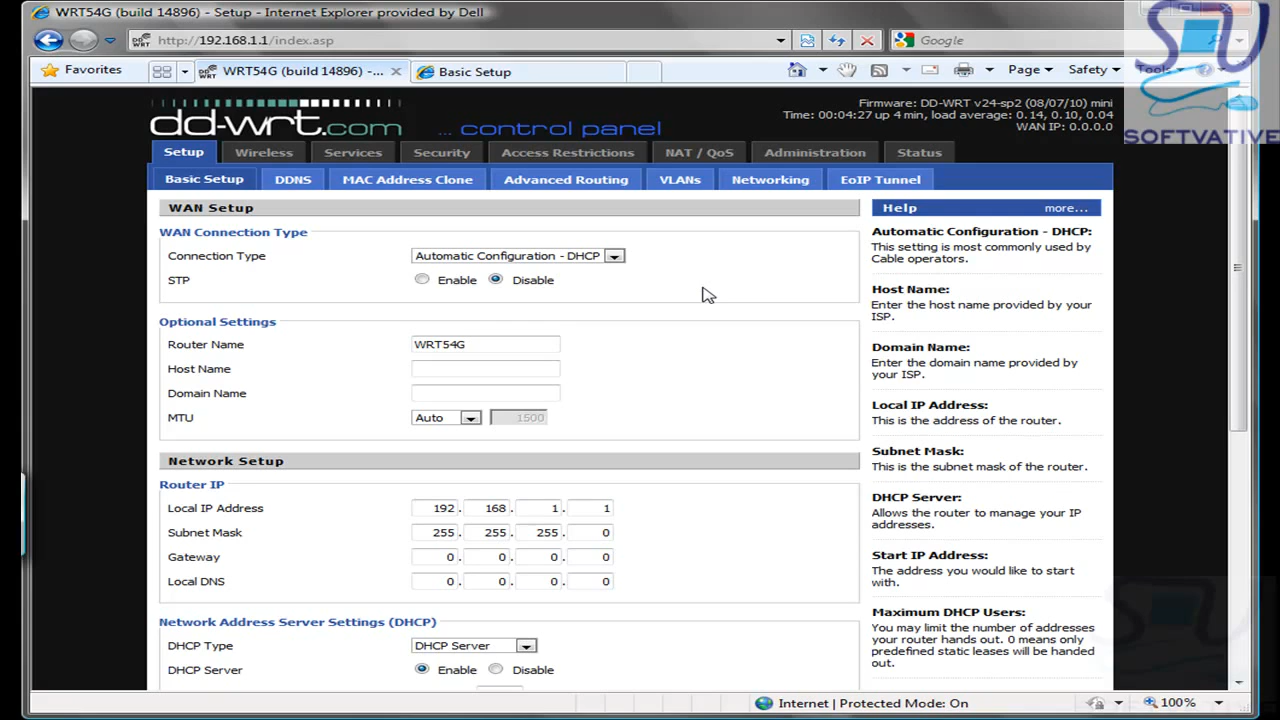 WRT54G (build 14896) - Setup - Internet Explorer provided by Dell
http://192.168.1.1/index.asp
Google
Favorites
WRT54G (build 14896) - ...
Basic Setup
Page
Safety
Tools
SOFTVATIVE
dd-wrt.com
... control panel
Firmware: DD-WRT v24-sp2 (08/07/10) mini
Time: 00:04:27 up 4 min, load average: 0.14, 0.10, 0.04
WAN IP: 0.0.0.0
Setup Wireless Services Security Access Restrictions NAT / QoS Administration Status
Basic Setup DDNS MAC Address Clone Advanced Routing VLANs Networking EoIP Tunnel
WAN Setup
WAN Connection Type
Connection Type Automatic Configuration - DHCP
STP Enable Disable
Optional Settings
Router Name WRT54G
Host Name
Domain Name
MTU Auto 1500
Network Setup
Router IP
Local IP Address 192. 168. 1. 1
Subnet Mask 255. 255. 255. 0
Gateway 0. 0. 0. 0
Local DNS 0. 0. 0. 0
Network Address Server Settings (DHCP)
DHCP Type DHCP Server
DHCP Server Enable Disable
Help more...
Automatic Configuration - DHCP:
This setting is most commonly used by
Cable operators.
Host Name:
Enter the host name provided by your
ISP.
Domain Name:
Enter the domain name provided by
your ISP.
Local IP Address:
This is the address of the router.
Subnet Mask:
This is the subnet mask of the router.
DHCP Server:
Allows the router to manage your IP
addresses.
Start IP Address:
The address you would like to start
with.
Maximum DHCP Users:
You may limit the number of addresses
your router hands out. 0 means only
predefined static leases will be handed
out.
Internet | Protected Mode: On
100%